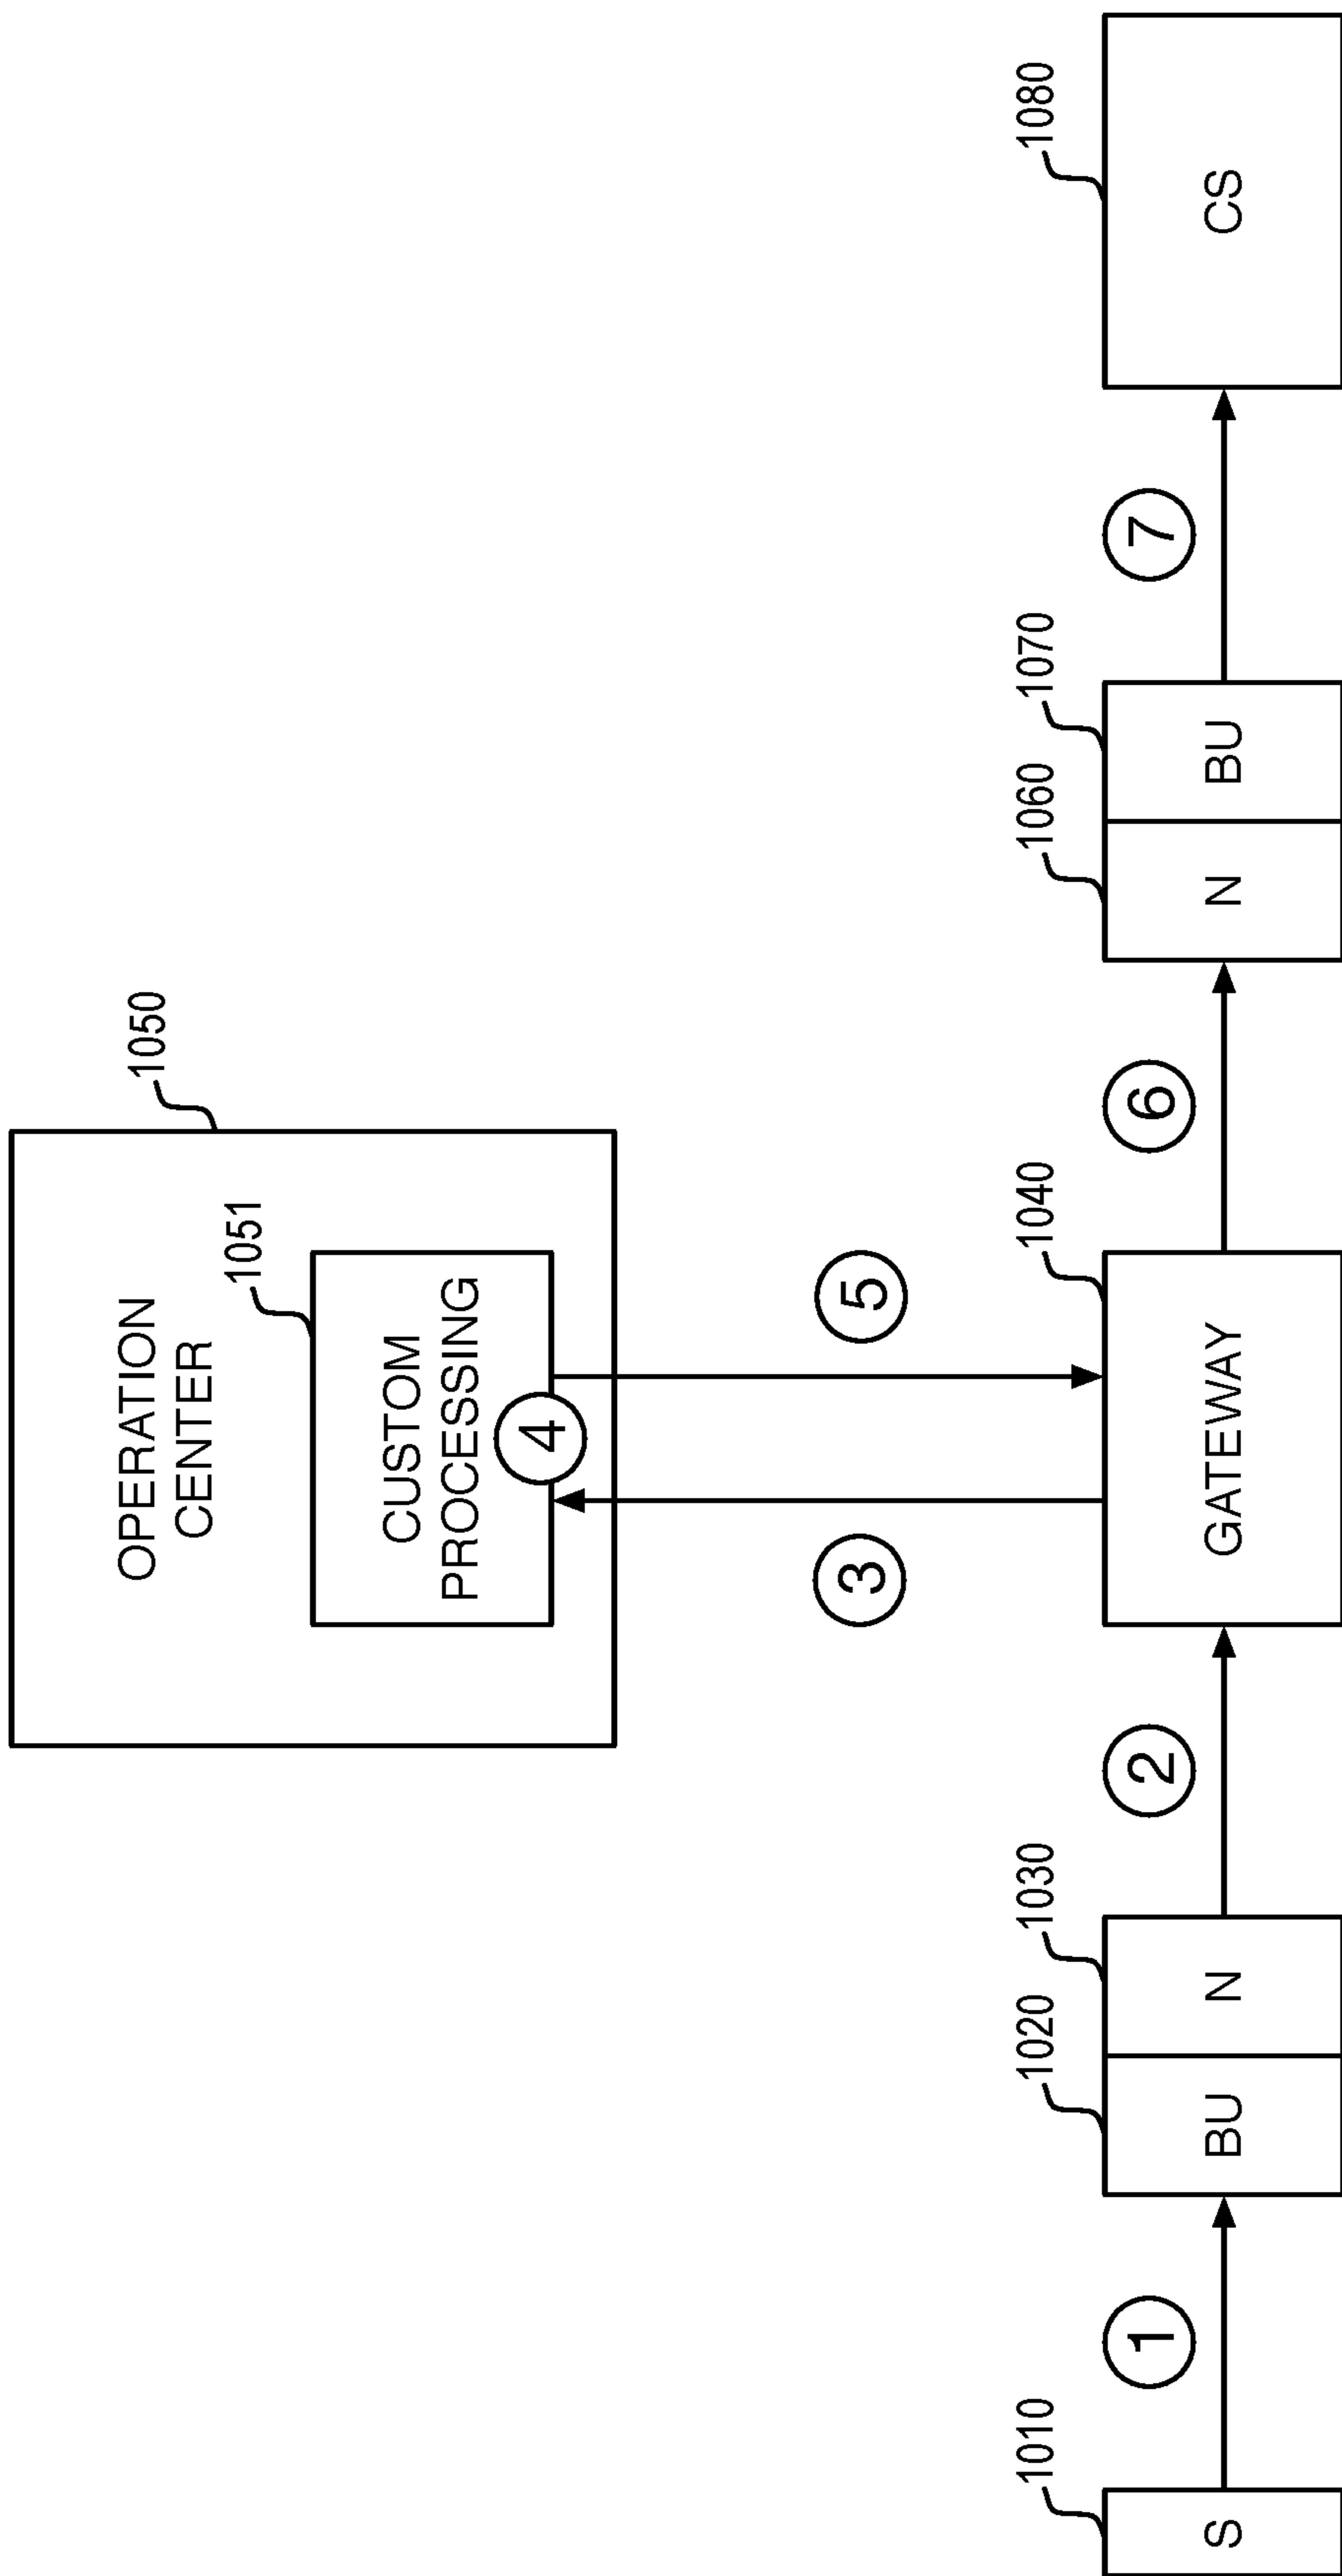 1050
OPERATION
CENTER
1051
CUSTOM
PROCESSING
4
3
5
1010
1020
1030
1040
1060
1070
1080
1
2
6
7
S
BU
N
GATEWAY
N
BU
CS